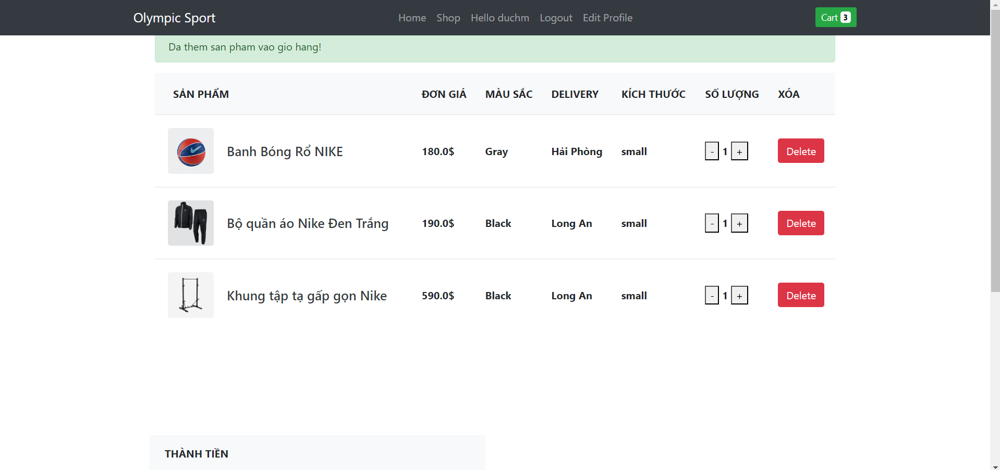 Olympic Sport Home Shop Hello duchm Logout Edit Profile Cart 3
Da them san pham vao gio hang!
SẢN PHẨM ĐƠN GIÁ MÀU SẮC DELIVERY KÍCH THƯỚC SỐ LƯỢNG XÓA
Banh Bóng Rổ NIKE 180.0$ Gray Hải Phòng small - 1 + Delete
Bộ quần áo Nike Đen Trắng 190.0$ Black Long An small - 1 + Delete
Khung tập tạ gấp gọn Nike 590.0$ Black Long An small - 1 + Delete
THÀNH TIỀN